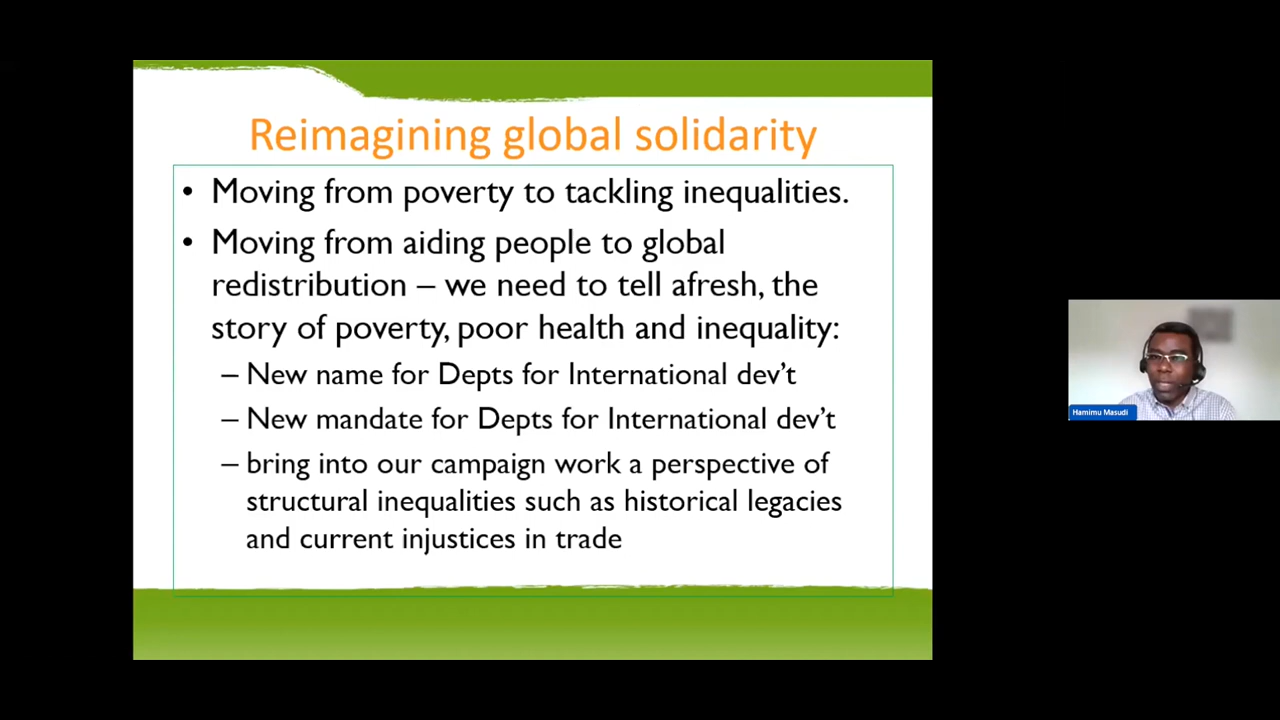 Reimagining global solidarity
• Moving from poverty to tackling inequalities.
• Moving from aiding people to global
redistribution – we need to tell afresh, the
story of poverty, poor health and inequality:
– New name for Depts for International dev't
– New mandate for Depts for International dev't
– bring into our campaign work a perspective of
structural inequalities such as historical legacies
and current injustices in trade
Hamimu Masudi